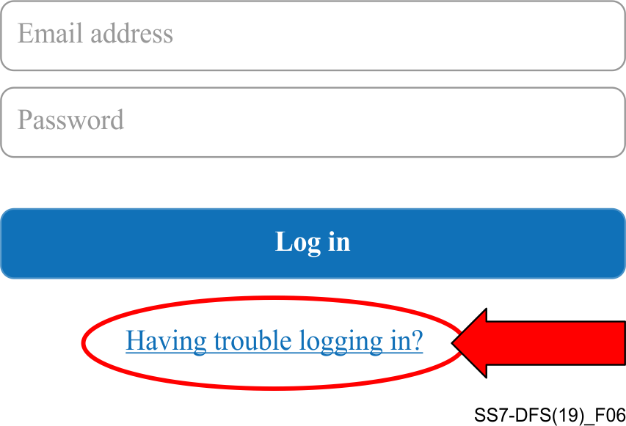 Email address
Password
Log in
Having trouble logging in?
SS7-DFS(19)_F06